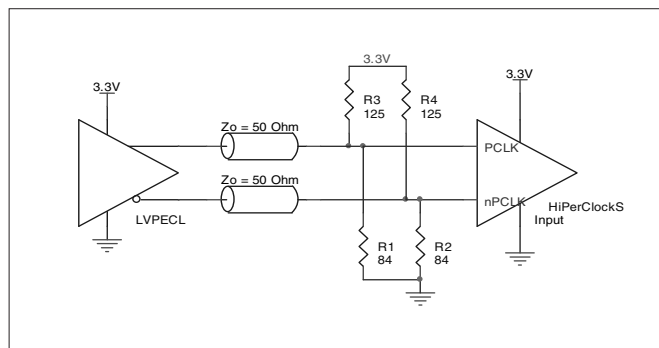 3.3V
3.3V
3.3V
R3
125
R4
125
Zo = 50 Ohm
PCLK
Zo = 50 Ohm
nPCLK
HiPerClockS
Input
LVPECL
R1
84
R2
84